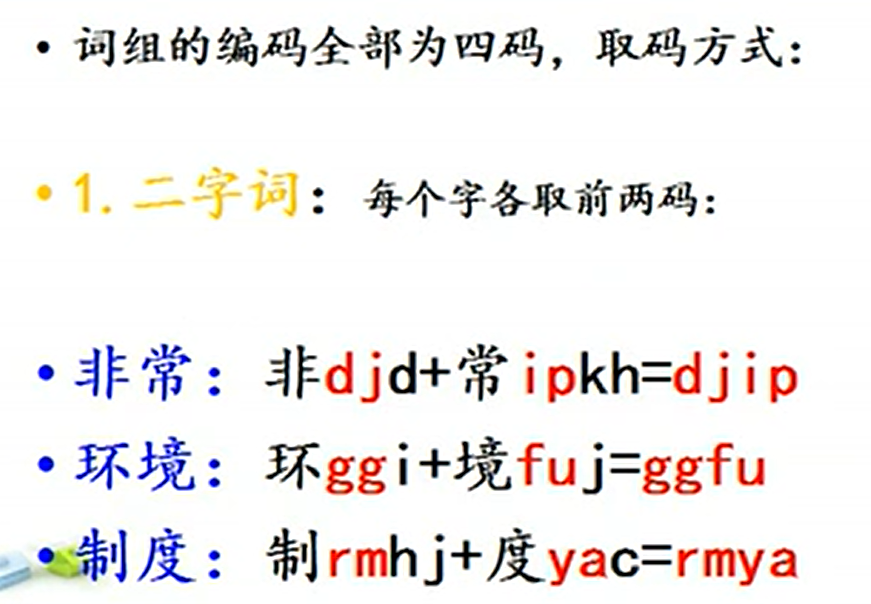 • 词组的编码全部为四码，取码方式：
• 1. 二字词：每个字各取前两码：
• 非常：非djd+常ipkh=djip
• 环境：环ggi+境fuj=ggfu
• 制度：制rmhj+度yac=rmya